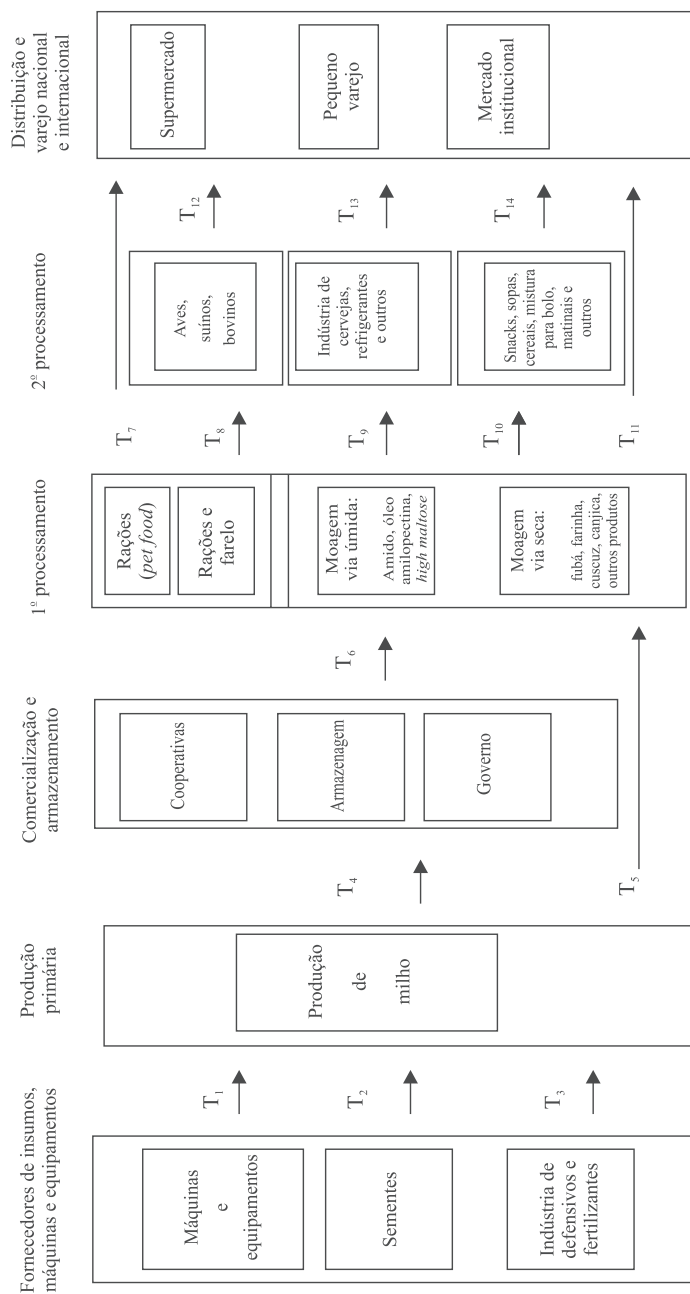 Fornecedores de insumos,
máquinas e equipamentos
Máquinas
e
equipamentos
Sementes
Indústria de
defensivos e
fertilizantes
T1
T2
T3
Produção
primária
Produção
de
milho
T4
T5
Comercialização e
armazenamento
Cooperativas
Armazenagem
Governo
T6
1º processamento
Rações
(pet food)
Rações e
farelo
Moagem
via úmida:
Amido, óleo
amilopectina,
high maltose
Moagem
via seca:
fubá, farinha,
cuscuz, canjica,
outros produtos
T7
T8
T9
T10
T11
2º processamento
Aves,
suínos,
bovinos
Indústria de
cervejas,
refrigerantes
e outros
Snacks, sopas,
cereais, mistura
para bolo,
matinais e
outros
T12
T13
T14
Distribuição e
varejo nacional
e internacional
Supermercado
Pequeno
varejo
Mercado
institucional